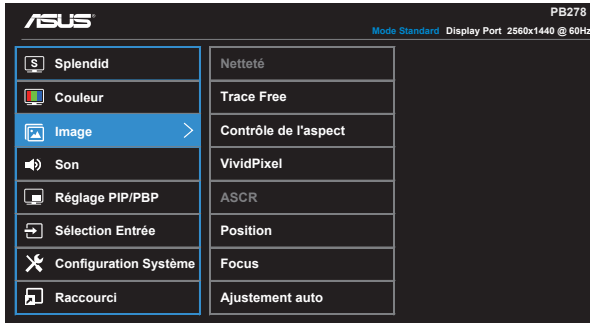 ASUS
PB278
Mode Standard Display Port 2560x1440 @ 60Hz
S Splendid
Couleur
Image
Son
Réglage PIP/PBP
Sélection Entrée
Configuration Système
Raccourci
Netteté
Trace Free
Contrôle de l'aspect
VividPixel
ASCR
Position
Focus
Ajustement auto